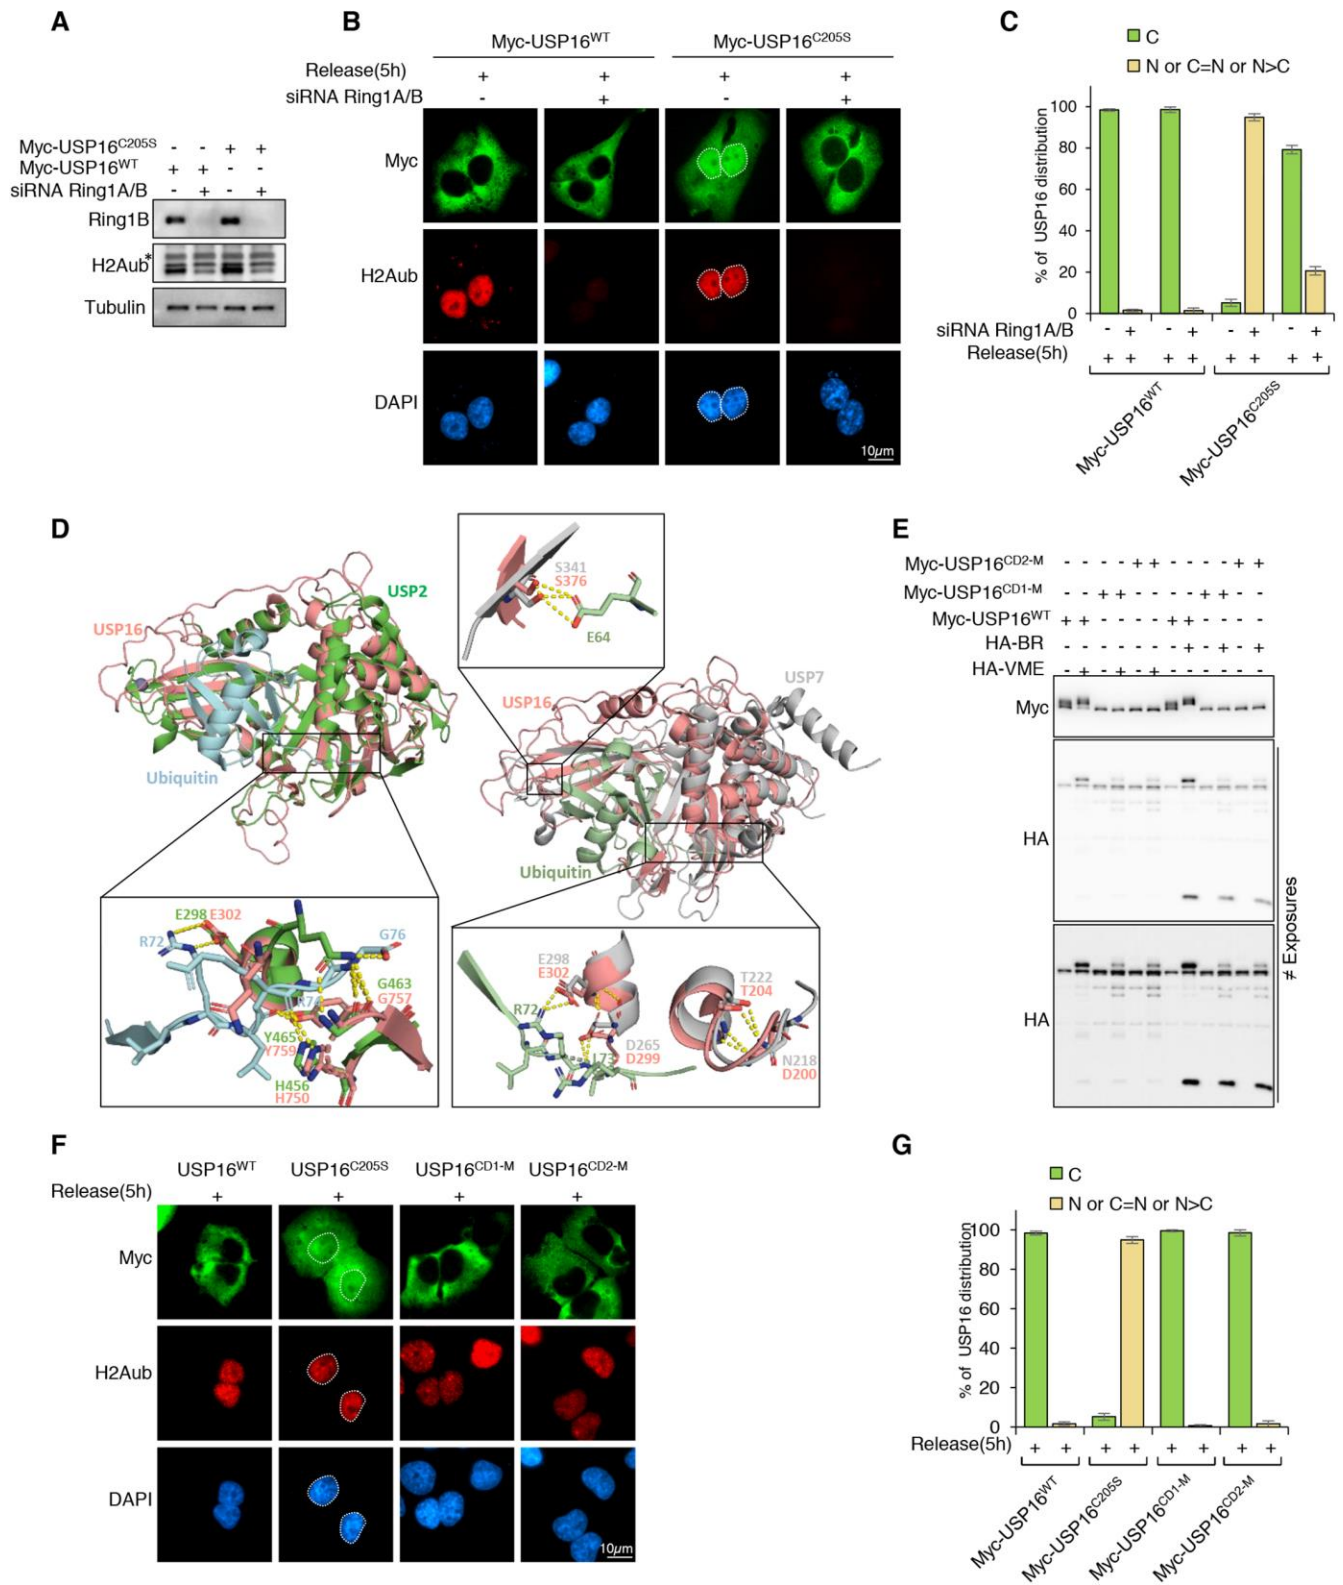 A
Myc-USP16C205S - - + +
Myc-USP16WT + + - -
siRNA Ring1A/B - + - +
Ring1B
H2Aub *
Tubulin
B
Myc-USP16WT Myc-USP16C205S
Release(5h) + + + +
siRNA Ring1A/B - + - +
Myc
H2Aub
DAPI
10μm
C
C
N or C=N or N>C
% of USP16 distribution
100
80
60
40
20
0
siRNA Ring1A/B - + - + - + - +
Release(5h) + + + + + + + +
Myc-USP16WT
Myc-USP16C205S
D
USP2
USP16
Ubiquitin
E298 E302
R72
G76
R74
G463
G757
Y465
Y759
H456
H750
S341
S376
E64
USP7
USP16
Ubiquitin
E298
E302
R72
D265
D299
L73
T222
T204
N218
D200
E
Myc-USP16CD2-M - - - - + + - - - - + +
Myc-USP16CD1-M - - + + - - - - + + - -
Myc-USP16WT + + - - - - + + - - - -
HA-BR - - - - - - - + - + - +
HA-VME - + - + - + - - - - - -
Myc
HA
HA
≠ Exposures
F
USP16WT USP16C205S USP16CD1-M USP16CD2-M
Release(5h) + + + +
Myc
H2Aub
DAPI
10μm
G
C
N or C=N or N>C
% of USP16 distribution
100
80
60
40
20
0
Release(5h) + + + + + + + +
Myc-USP16WT
Myc-USP16C205S
Myc-USP16CD1-M
Myc-USP16CD2-M